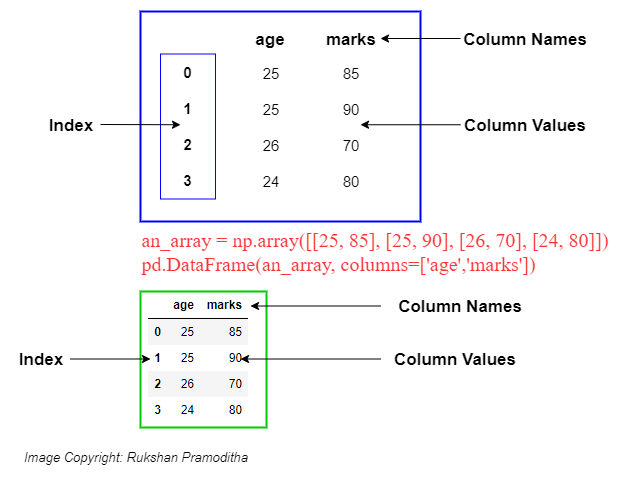 age marks Column Names
0 25 85
1 25 90
Index Column Values
2 26 70
3 24 80
an_array = np.array([[25, 85], [25, 90], [26, 70], [24, 80]])
pd.DataFrame(an_array, columns=['age','marks'])
age marks Column Names
0 25 85
Index 1 25 90 Column Values
2 26 70
3 24 80
Image Copyright: Rukshan Pramoditha